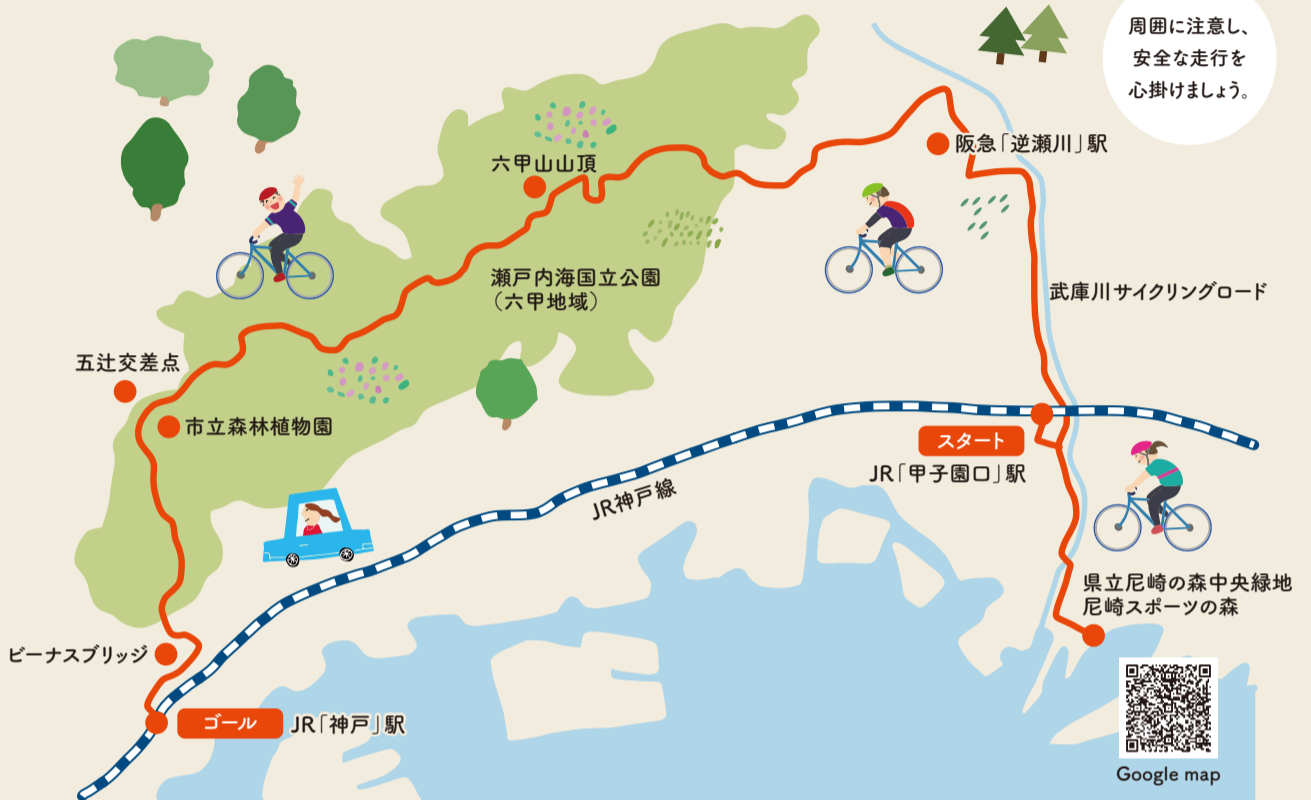 周囲に注意し、
安全な走行を
心掛けましょう。
阪急「逆瀬川」駅
六甲山山頂
瀬戸内海国立公園
（六甲地域）
武庫川サイクリングロード
五辻交差点
市立森林植物園
スタート
JR「甲子園口」駅
JR神戸線
県立尼崎の森中央緑地
尼崎スポーツの森
ビーナスブリッジ
ゴール
JR「神戸」駅
Google map